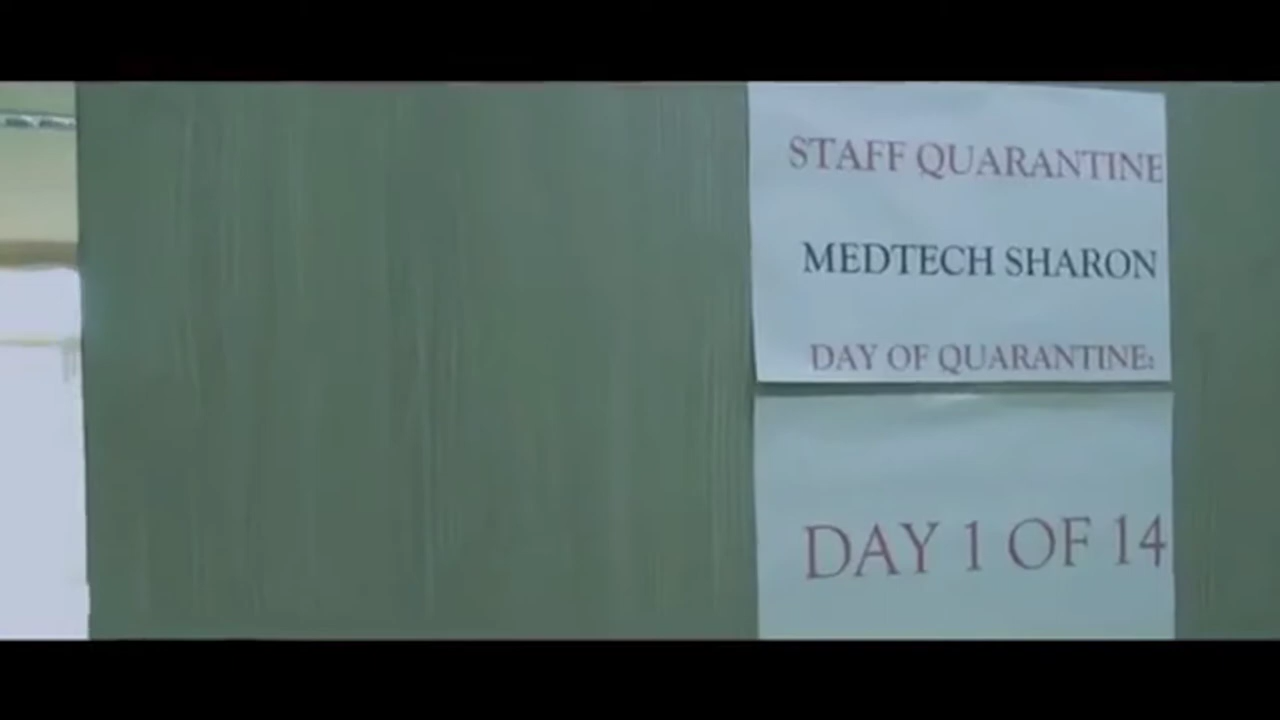 STAFF QUARANTINE
MEDTECH SHARON
DAY OF QUARANTINE:
DAY 1 OF 14